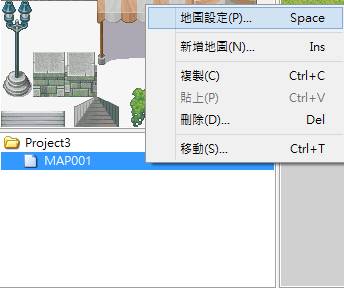 地圖設定(P)... Space
新增地圖(N)... Ins
複製(C) Ctrl+C
貼上(P) Ctrl+V
刪除(D)... Del
移動(S)... Ctrl+T
Project3
MAP001